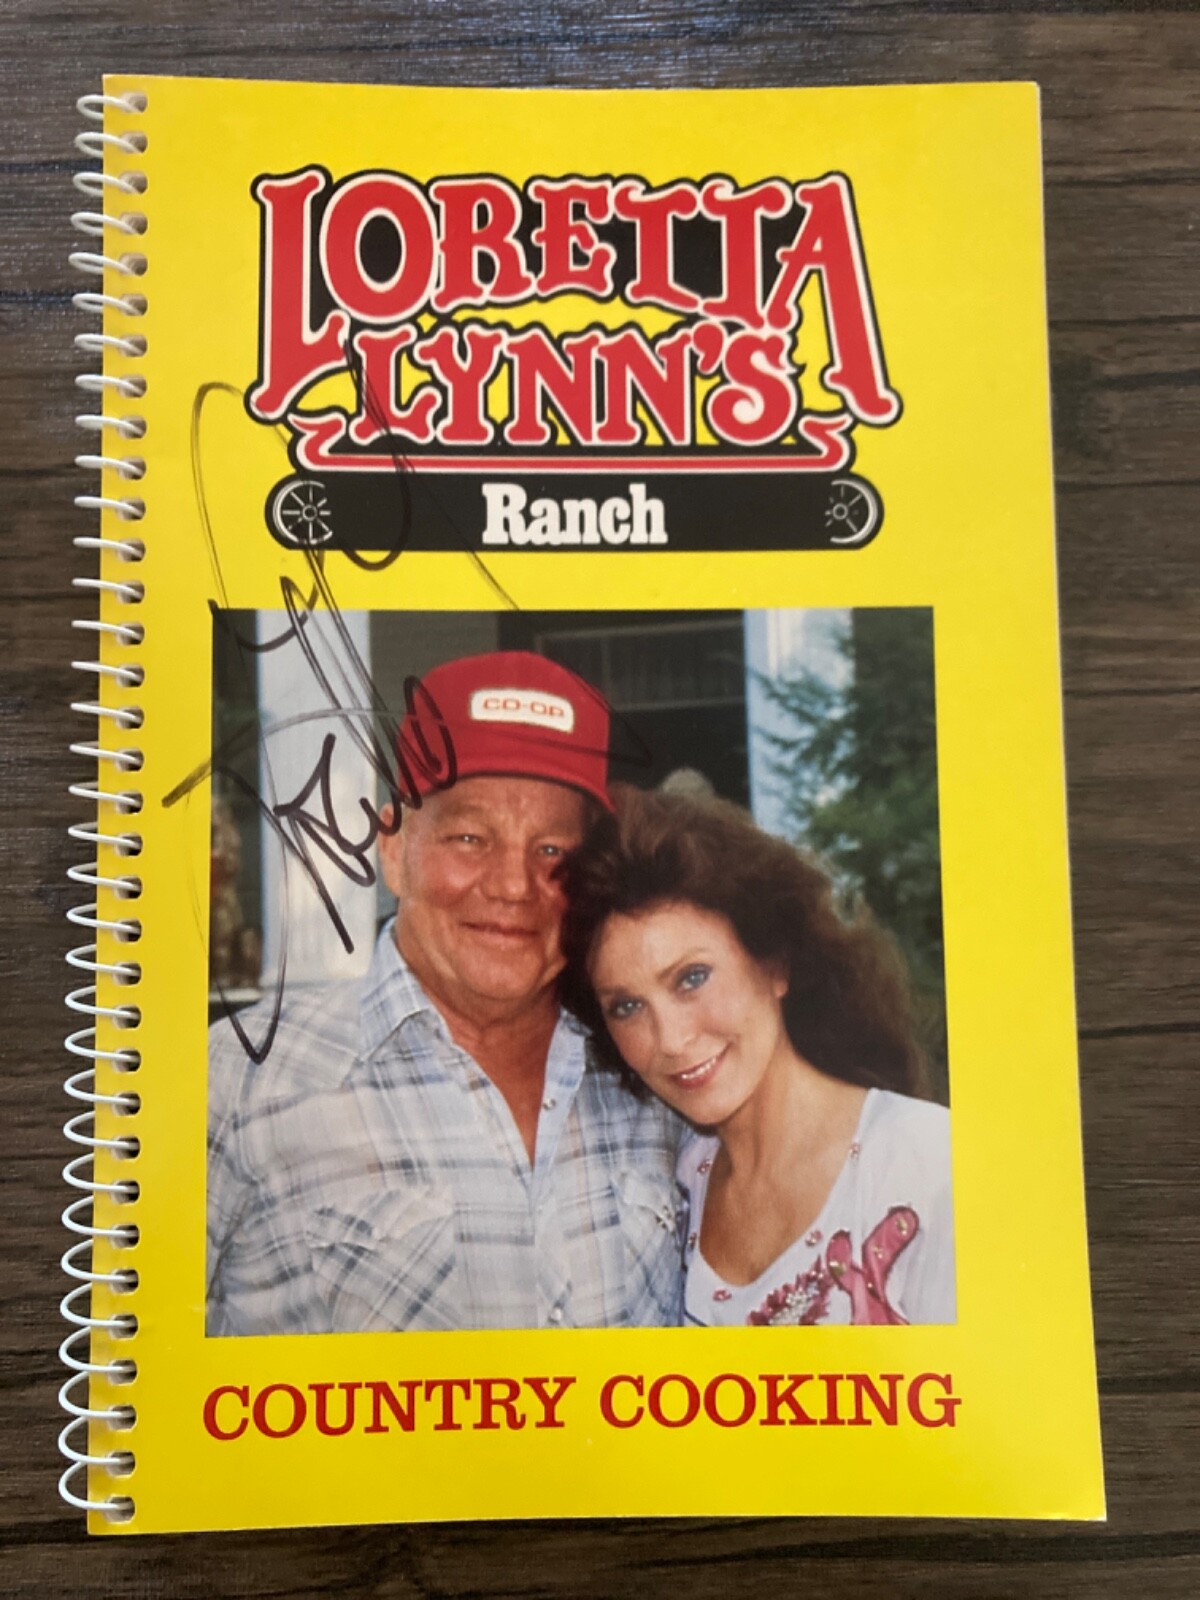 LORETTA
LYNN'S
Ranch
CO-OP
COUNTRY COOKING